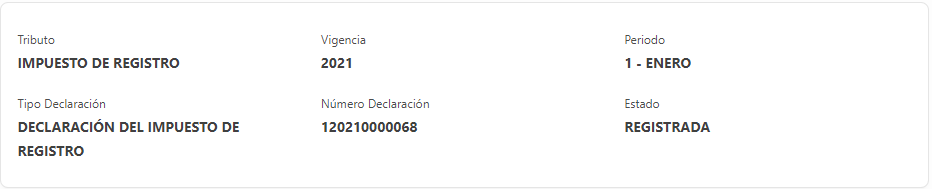 Tributo
Vigencia
Periodo
IMPUESTO DE REGISTRO
2021
1 - ENERO
Tipo Declaración
Número Declaración
Estado
DECLARACIÓN DEL IMPUESTO DE
REGISTRO
120210000068
REGISTRADA